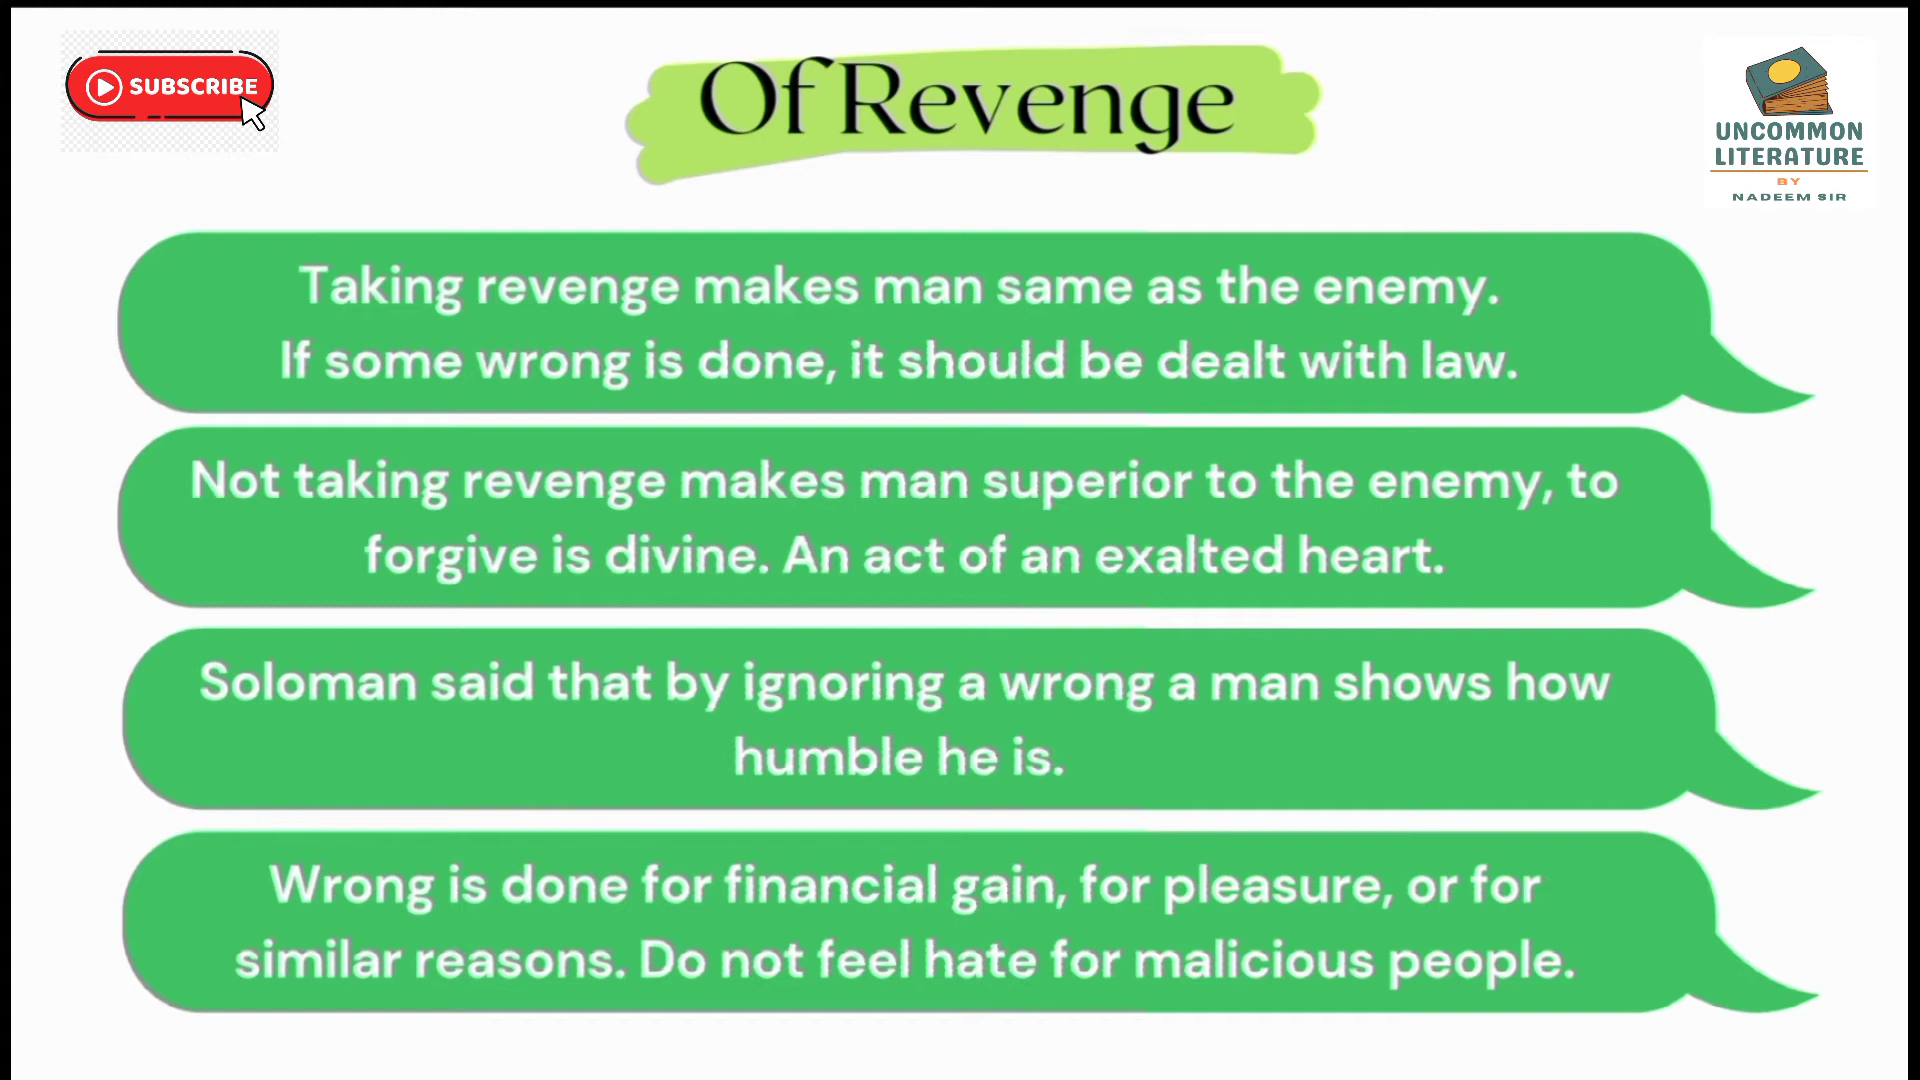 SUBSCRIBE
Of Revenge
UNCOMMON
LITERATURE
BY
NADEEM SIR
Taking revenge makes man same as the enemy.
If some wrong is done, it should be dealt with law.
Not taking revenge makes man superior to the enemy, to
forgive is divine. An act of an exalted heart.
Soloman said that by ignoring a wrong a man shows how
humble he is.
Wrong is done for financial gain, for pleasure, or for
similar reasons. Do not feel hate for malicious people.